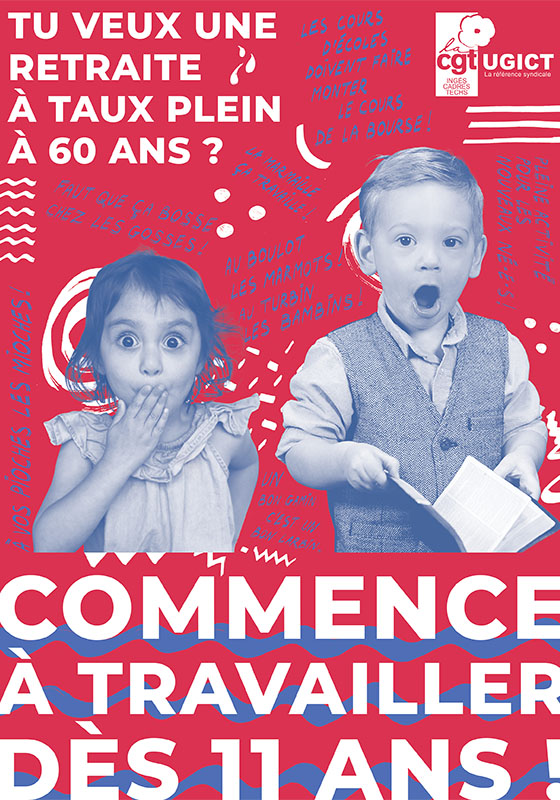 TU VEUX UNE
RETRAITE
À TAUX PLEIN
À 60 ANS ?
LES COURS
D'ÉCOLES
DOIVENT FAIRE
MONTER
LE COURS
DE LA BOURSE !
la
cgt UGICT
La référence syndicale
INGÉS
CADRES
TECHS
LA MARMAILLE
ÇA TRAVAILLE !
PLEINE ACTIVITÉ
POUR LES
NOUVEAUX NÉ·E·S !
FAUT QUE ÇA BOSSE
CHEZ LES GOSSES !
AU BOULOT
LES MARMOTS !
AU TURBIN
LES BAMBINS !
À VOS PIOCHES LES MIOCHES !
UN
BON GAMIN
C'EST UN
BON LARBIN
COMMENCE
À TRAVAILLER
DÈS 11 ANS !